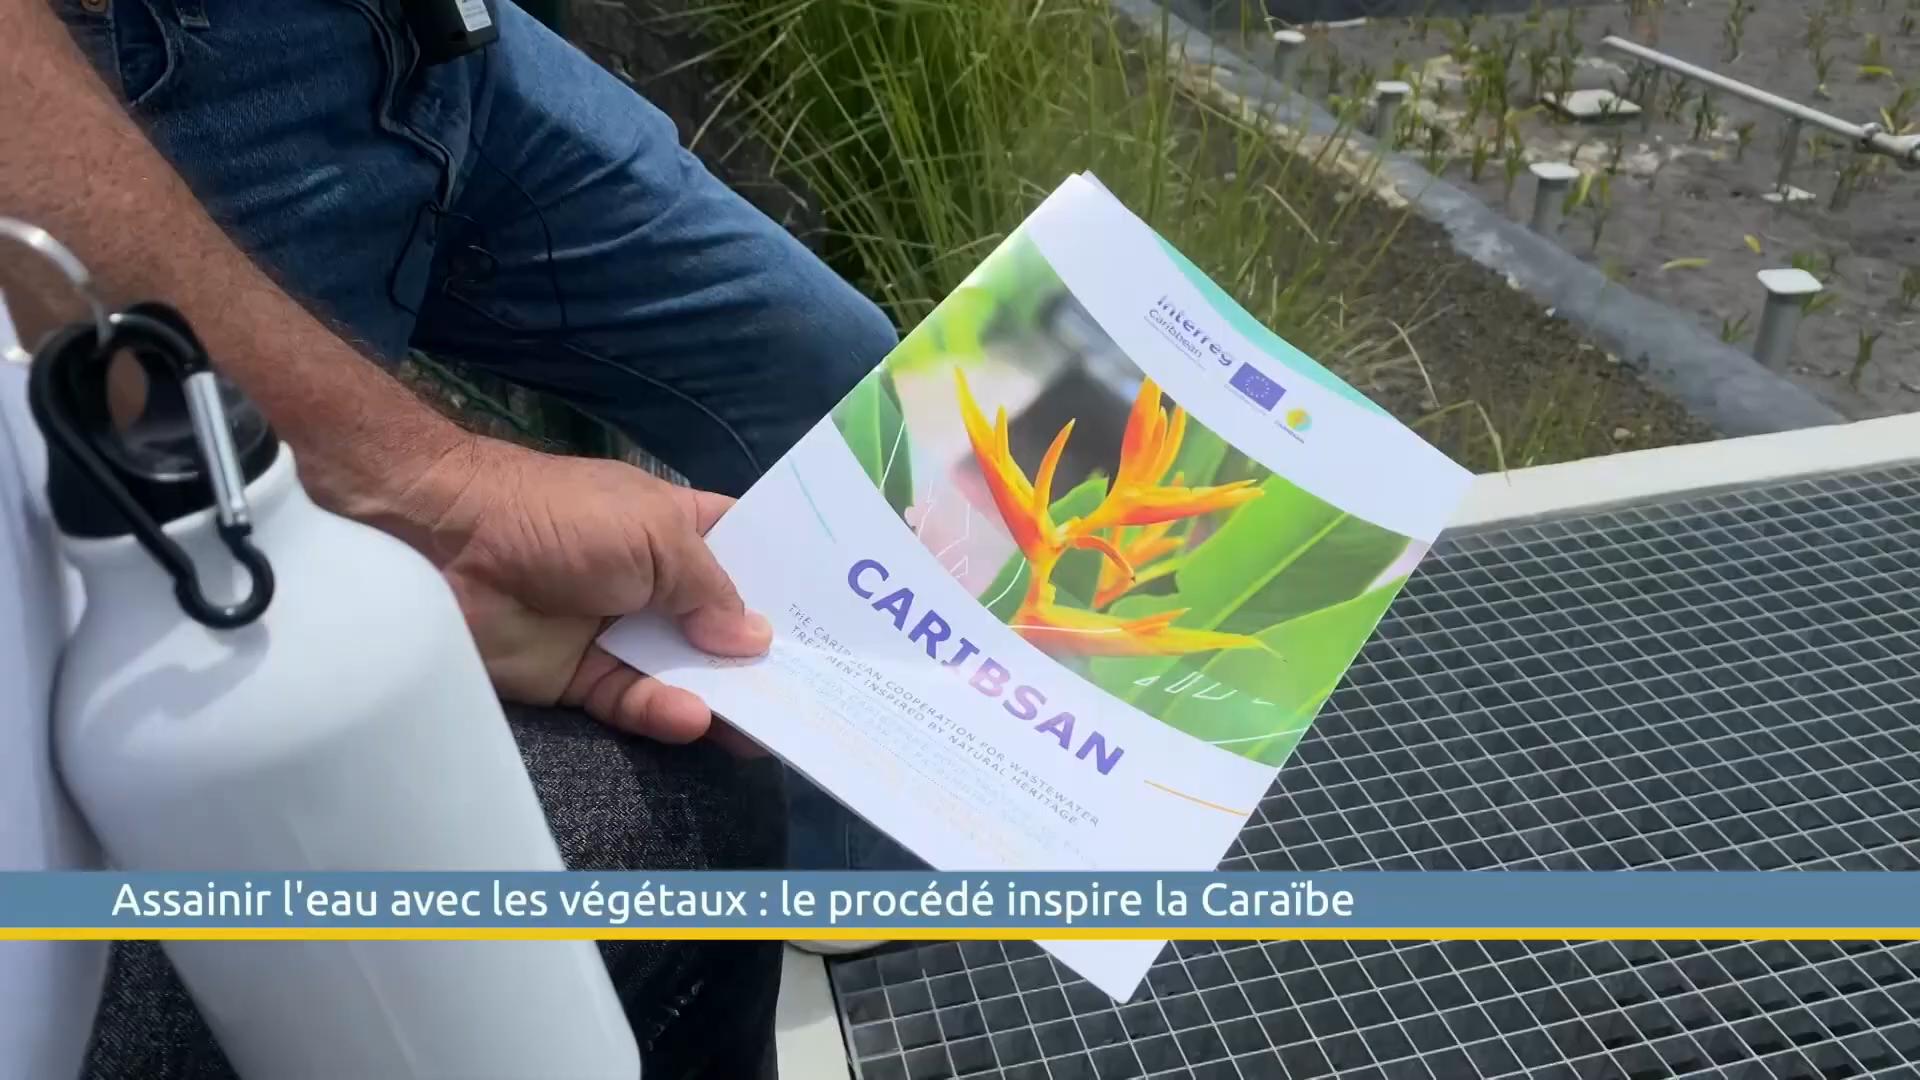 Interreg
Caribbean
CARIBSAN
THE CARIBBEAN COOPERATION FOR WASTEWATER
TREATMENT INSPIRED BY NATURAL HERITAGE
Assainir l'eau avec les végétaux : le procédé inspire la Caraïbe